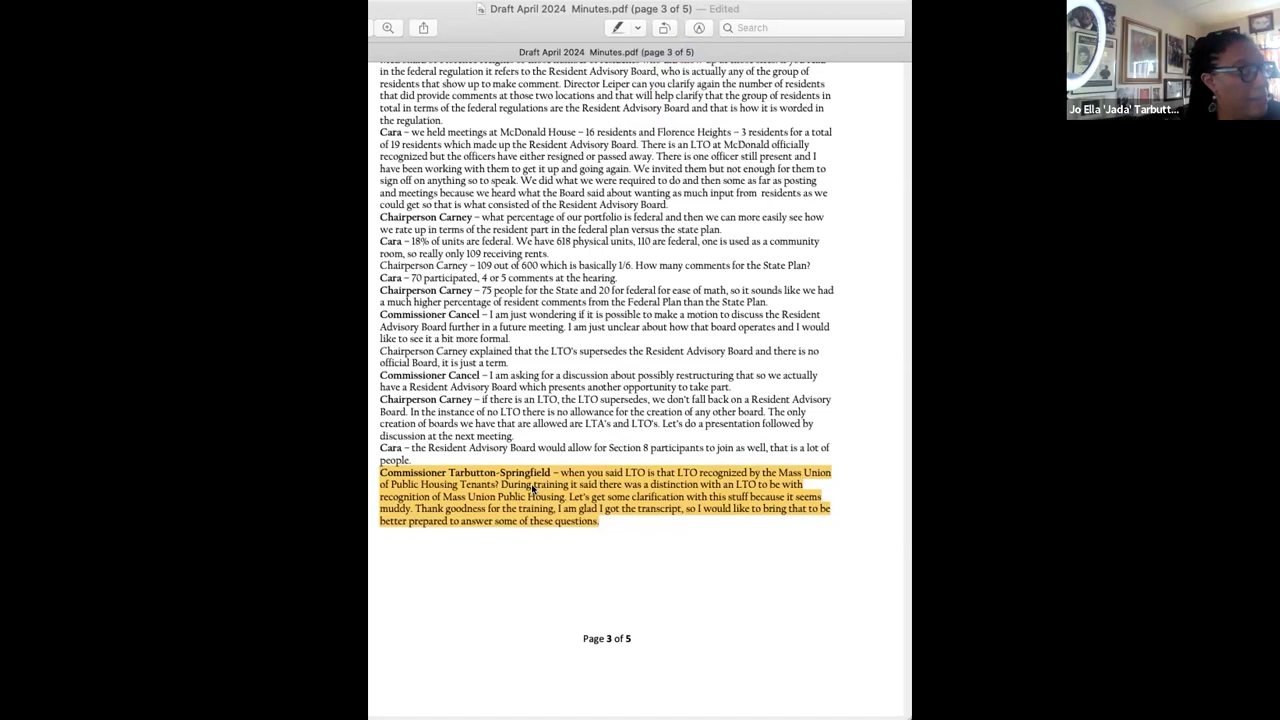 Draft April 2024 Minutes.pdf (page 3 of 5) — Edited
Search
Draft April 2024 Minutes.pdf (page 3 of 5)
in the federal regulation it refers to the Resident Advisory Board, who is actually any of the group of
residents that show up to make comment. Director Leiper can you clarify again the number of residents
that did provide comments at those two locations and that will help clarify that the group of residents in
total in terms of the federal regulations are the Resident Advisory Board and that is how it is worded in
the regulation.
Cara – we held meetings at McDonald House – 16 residents and Florence Heights – 3 residents for a total
of 19 residents which made up the Resident Advisory Board. There is an LTO at McDonald officially
recognized but the officers have either resigned or passed away. There is one officer still present and I
have been working with them to get it up and going again. We invited them but not enough for them to
sign off on anything so to speak. We did what we were required to do and then some as far as posting
and meetings because we heard what the Board said about wanting as much input from residents as we
could get so that is what consisted of the Resident Advisory Board.
Chairperson Carney – what percentage of our portfolio is federal and then we can more easily see how
we rate up in terms of the resident part in the federal plan versus the state plan.
Cara – 18% of units are federal. We have 618 physical units, 110 are federal, one is used as a community
room, so really only 109 receiving rents.
Chairperson Carney – 109 out of 600 which is basically 1/6. How many comments for the State Plan?
Cara – 70 participated, 4 or 5 comments at the hearing.
Chairperson Carney – 75 people for the State and 20 for federal for ease of math, so it sounds like we had
a much higher percentage of resident comments from the Federal Plan than the State Plan.
Commissioner Cancel – I am just wondering if it is possible to make a motion to discuss the Resident
Advisory Board further in a future meeting. I am just unclear about how that board operates and I would
like to see it a bit more formal.
Chairperson Carney explained that the LTO's supersedes the Resident Advisory Board and there is no
official Board, it is just a term.
Commissioner Cancel – I am asking for a discussion about possibly restructuring that so we actually
have a Resident Advisory Board which presents another opportunity to take part.
Chairperson Carney – if there is an LTO, the LTO supersedes, we don't fall back on a Resident Advisory
Board. In the instance of no LTO there is no allowance for the creation of any other board. The only
creation of boards we have that are allowed are LTA's and LTO's. Let's do a presentation followed by
discussion at the next meeting.
Cara – the Resident Advisory Board would allow for Section 8 participants to join as well, that is a lot of
people.
Commissioner Tarbutton-Springfield – when you said LTO is that LTO recognized by the Mass Union
of Public Housing Tenants? During training it said there was a distinction with an LTO to be with
recognition of Mass Union Public Housing. Let's get some clarification with this stuff because it seems
muddy. Thank goodness for the training, I am glad I got the transcript, so I would like to bring that to be
better prepared to answer some of these questions.
Page 3 of 5
Jo Ella 'Jada' Tarbutt...